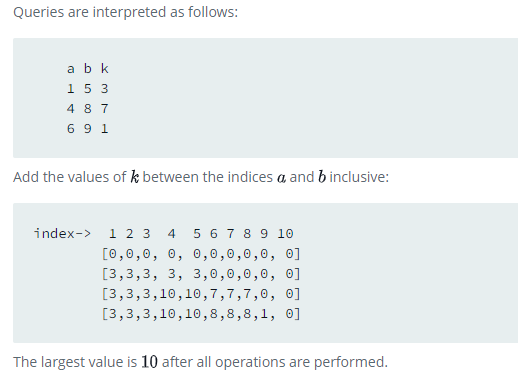 Queries are interpreted as follows:
a b k
1 5 3
4 8 7
6 9 1
Add the values of k between the indices a and b inclusive:
index-> 1 2 3 4 5 6 7 8 9 10
[0,0,0, 0, 0,0,0,0,0, 0]
[3,3,3, 3, 3,0,0,0,0, 0]
[3,3,3,10,10,7,7,7,0, 0]
[3,3,3,10,10,8,8,8,1, 0]
The largest value is 10 after all operations are performed.